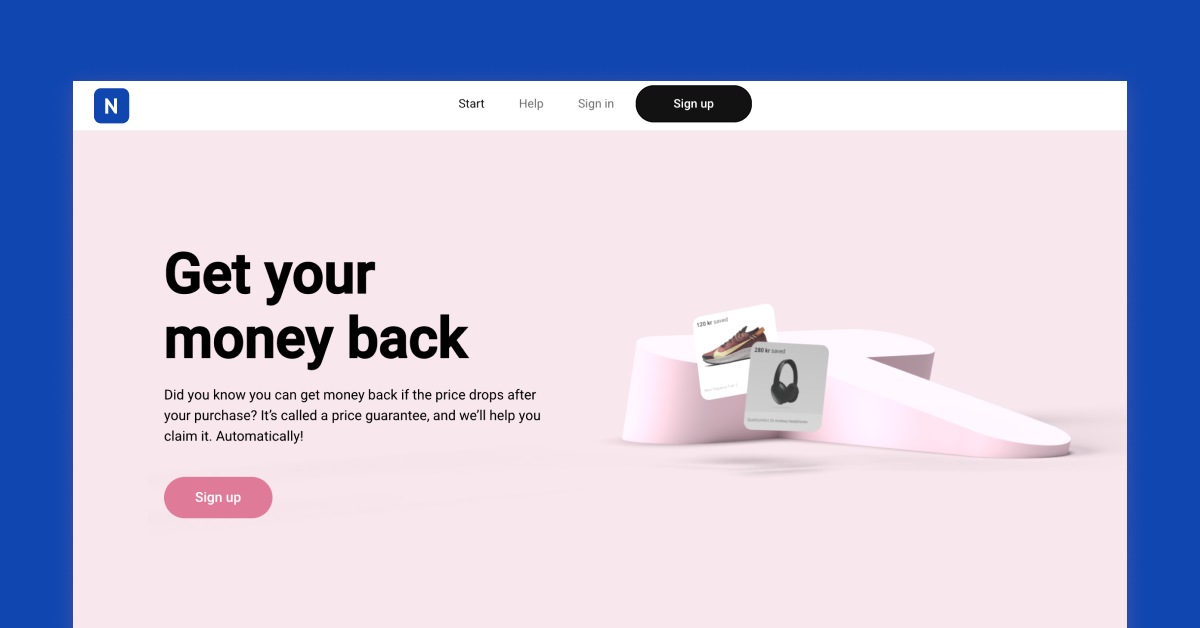 N
Start
Help
Sign in
Sign up
Get your
money back
Did you know you can get money back if the price drops after
your purchase? It’s called a price guarantee, and we’ll help you
claim it. Automatically!
Sign up
120 kr saved
280 kr saved